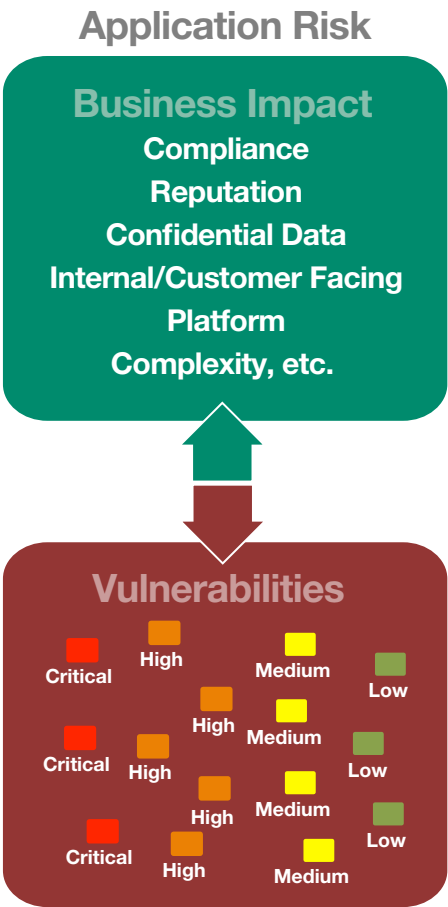 Application Risk
Business Impact
Compliance
Reputation
Confidential Data
Internal/Customer Facing
Platform
Complexity, etc.
Vulnerabilities
Critical
High
Medium
Low
High
Medium
Critical
High
Low
High
Medium
Critical
High
Medium
Low